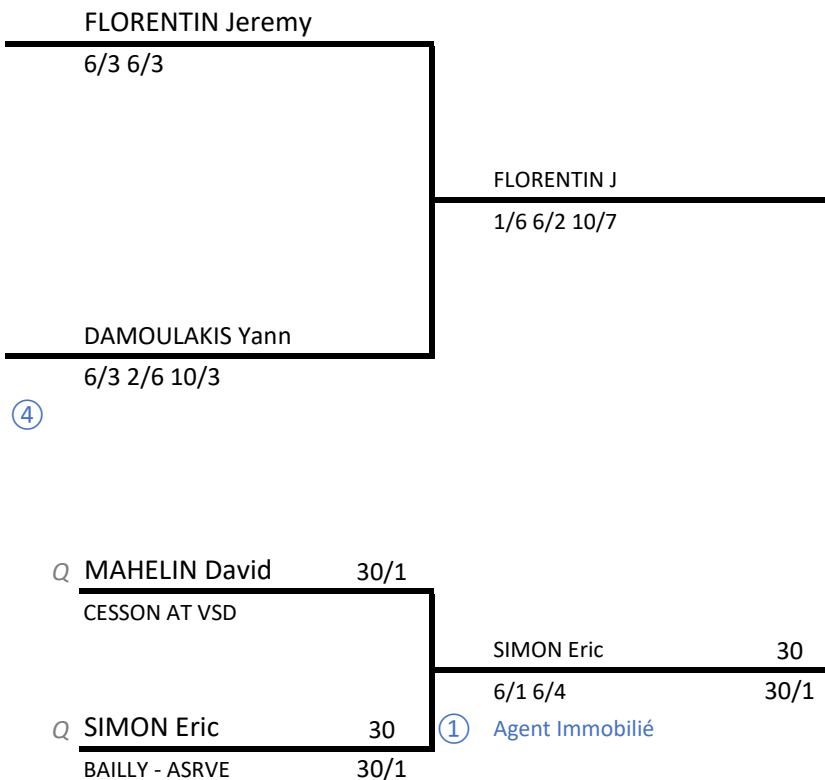 FLORENTIN Jeremy
6/3 6/3
FLORENTIN J
1/6 6/2 10/7
DAMOULAKIS Yann
6/3 2/6 10/3
4
Q MAHELIN David 30/1
CESSON AT VSD
SIMON Eric 30
6/1 6/4 30/1
Q SIMON Eric 30
1 Agent Immobilié
BAILLY - ASRVE 30/1